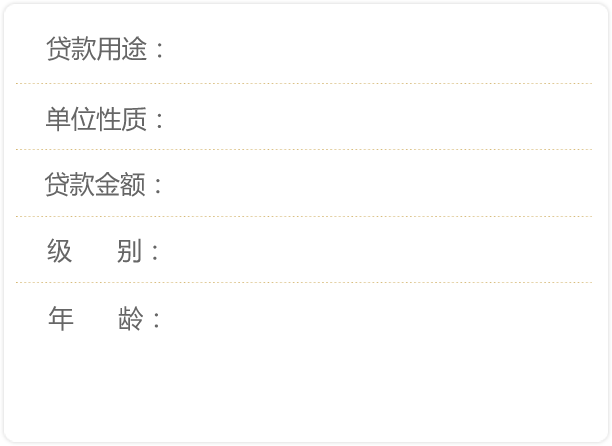 贷款用途：
单位性质：
贷款金额：
级　　别：
年　　龄：